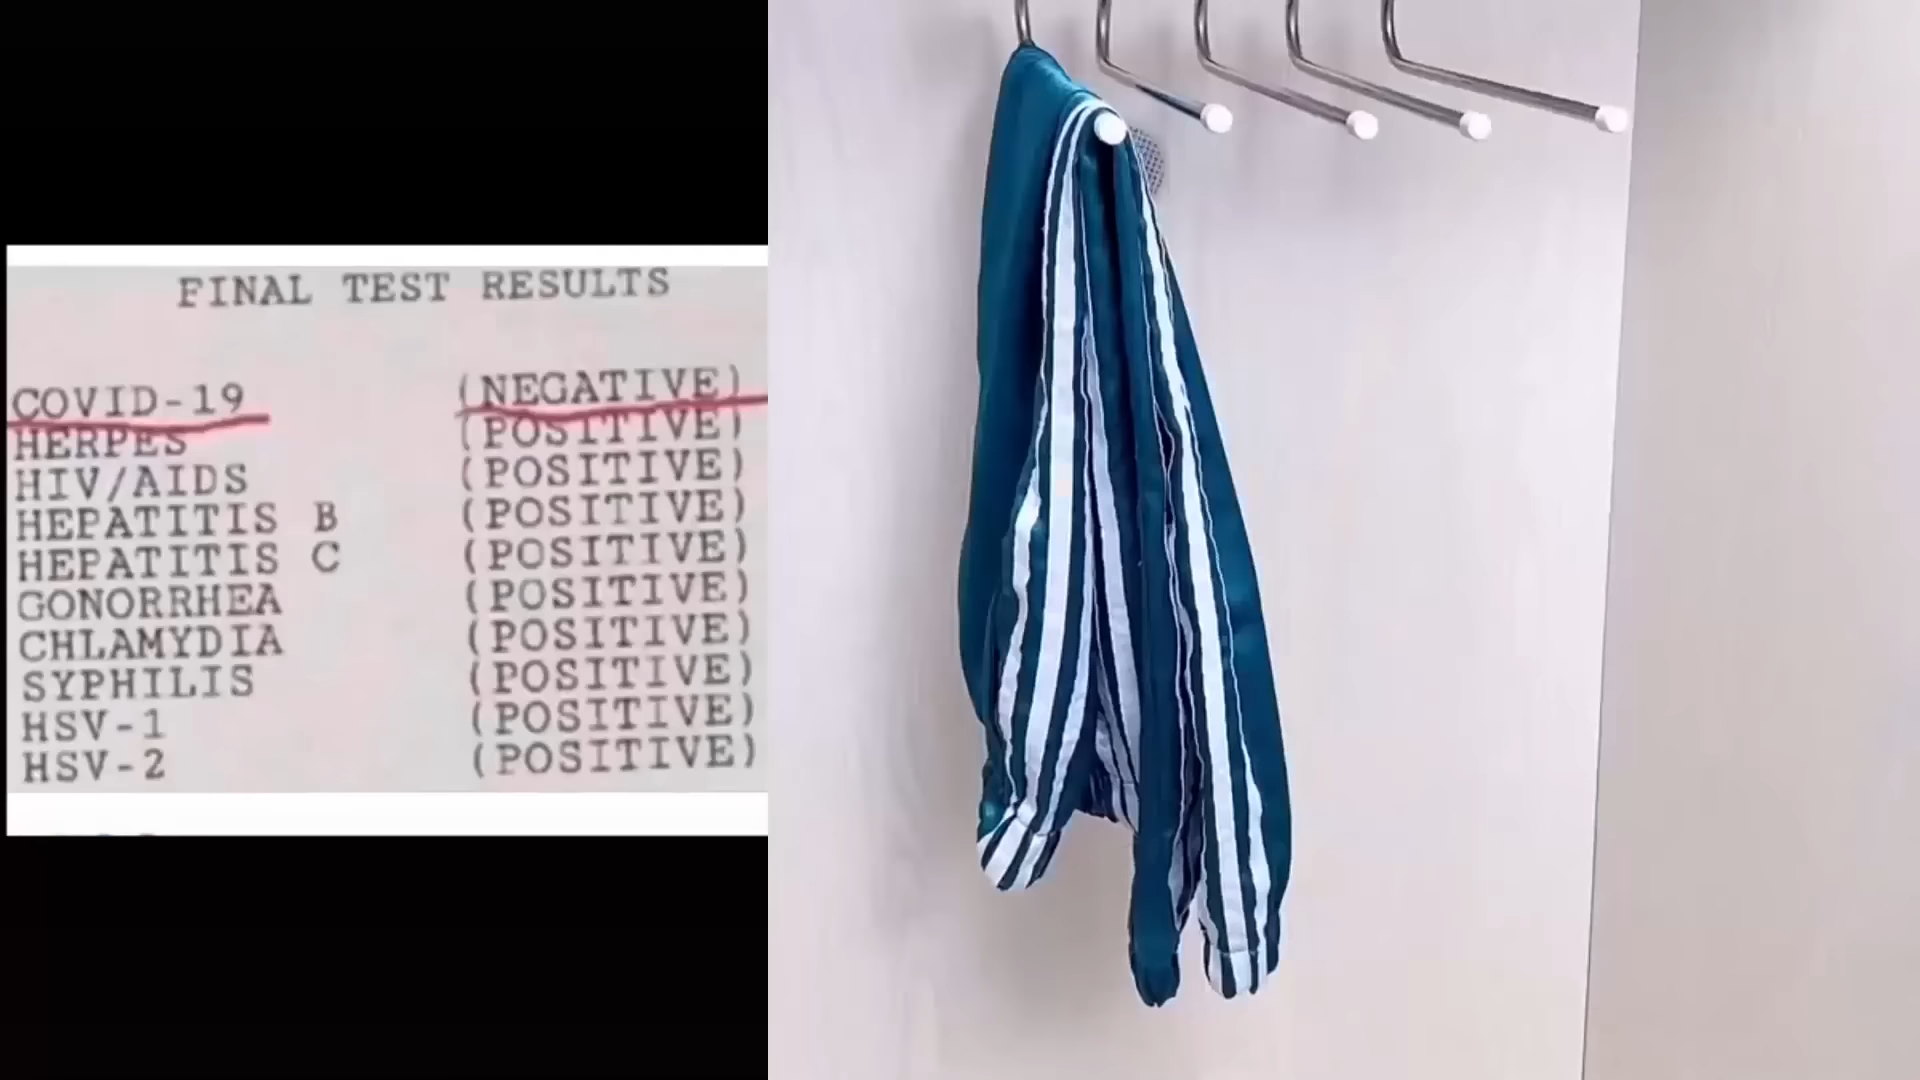 FINAL TEST RESULTS
COVID-19 (NEGATIVE)
HERPES (POSITIVE)
HIV/AIDS (POSITIVE)
HEPATITIS B (POSITIVE)
HEPATITIS C (POSITIVE)
GONORRHEA (POSITIVE)
CHLAMYDIA (POSITIVE)
SYPHILIS (POSITIVE)
HSV-1 (POSITIVE)
HSV-2 (POSITIVE)